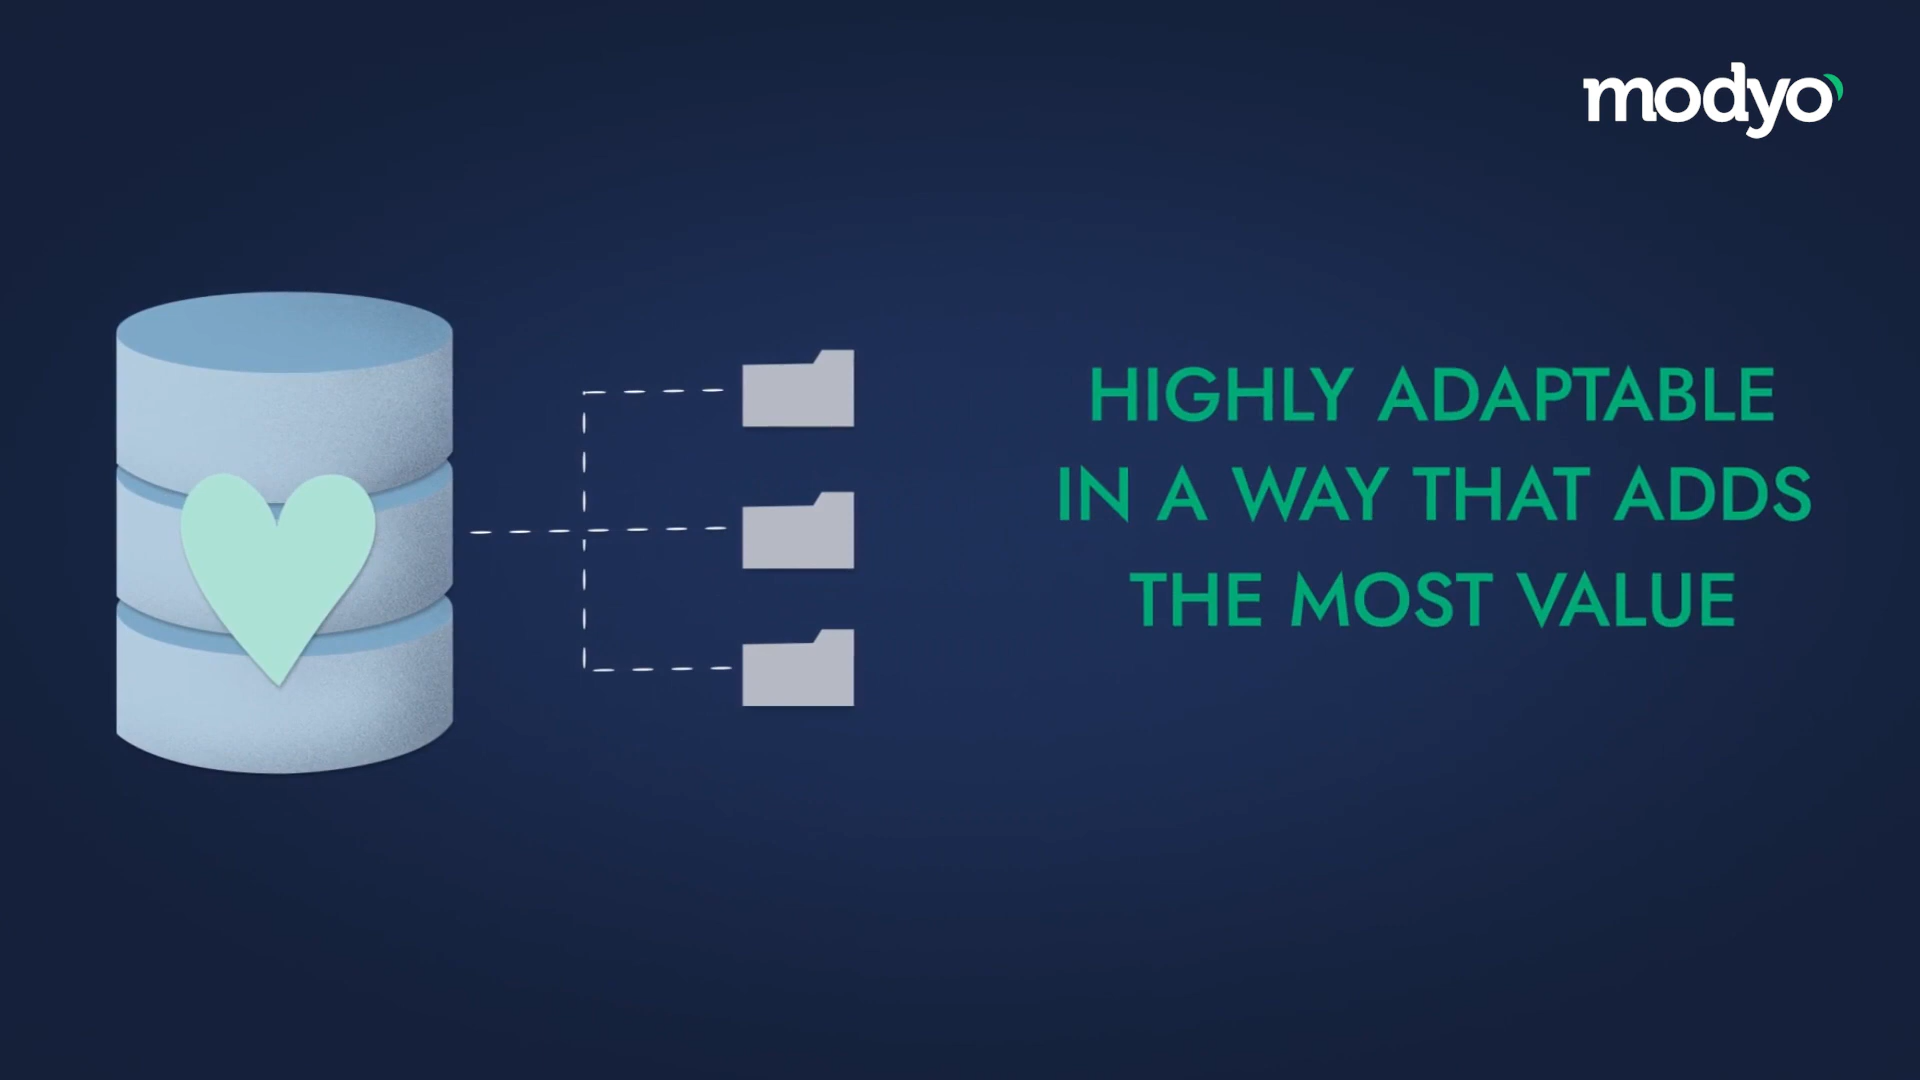 modyo
HIGHLY ADAPTABLE
IN A WAY THAT ADDS
THE MOST VALUE